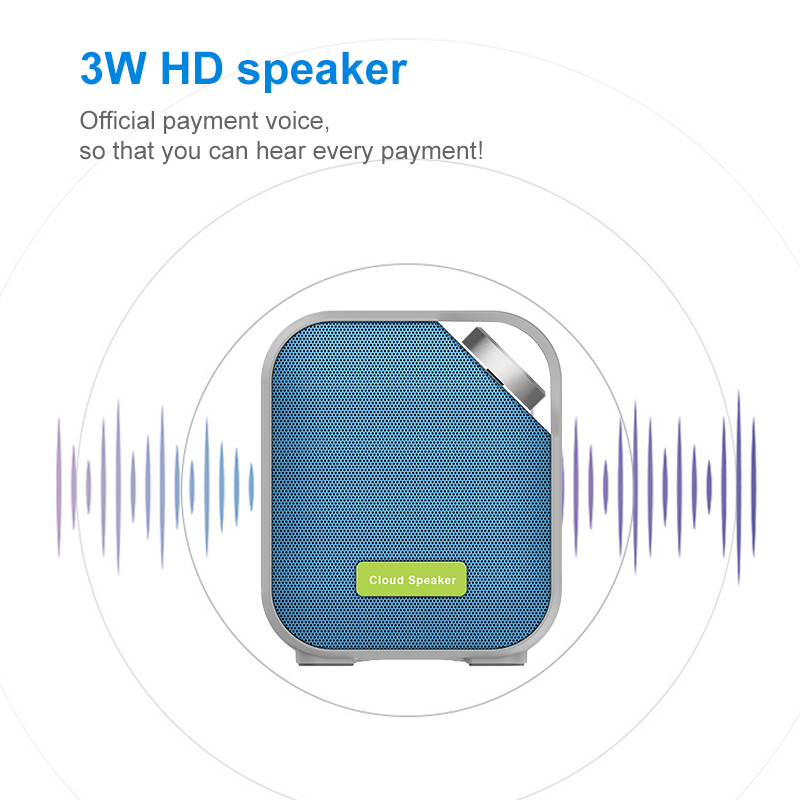 3W HD speaker
Official payment voice,
so that you can hear every payment!
Cloud Speaker